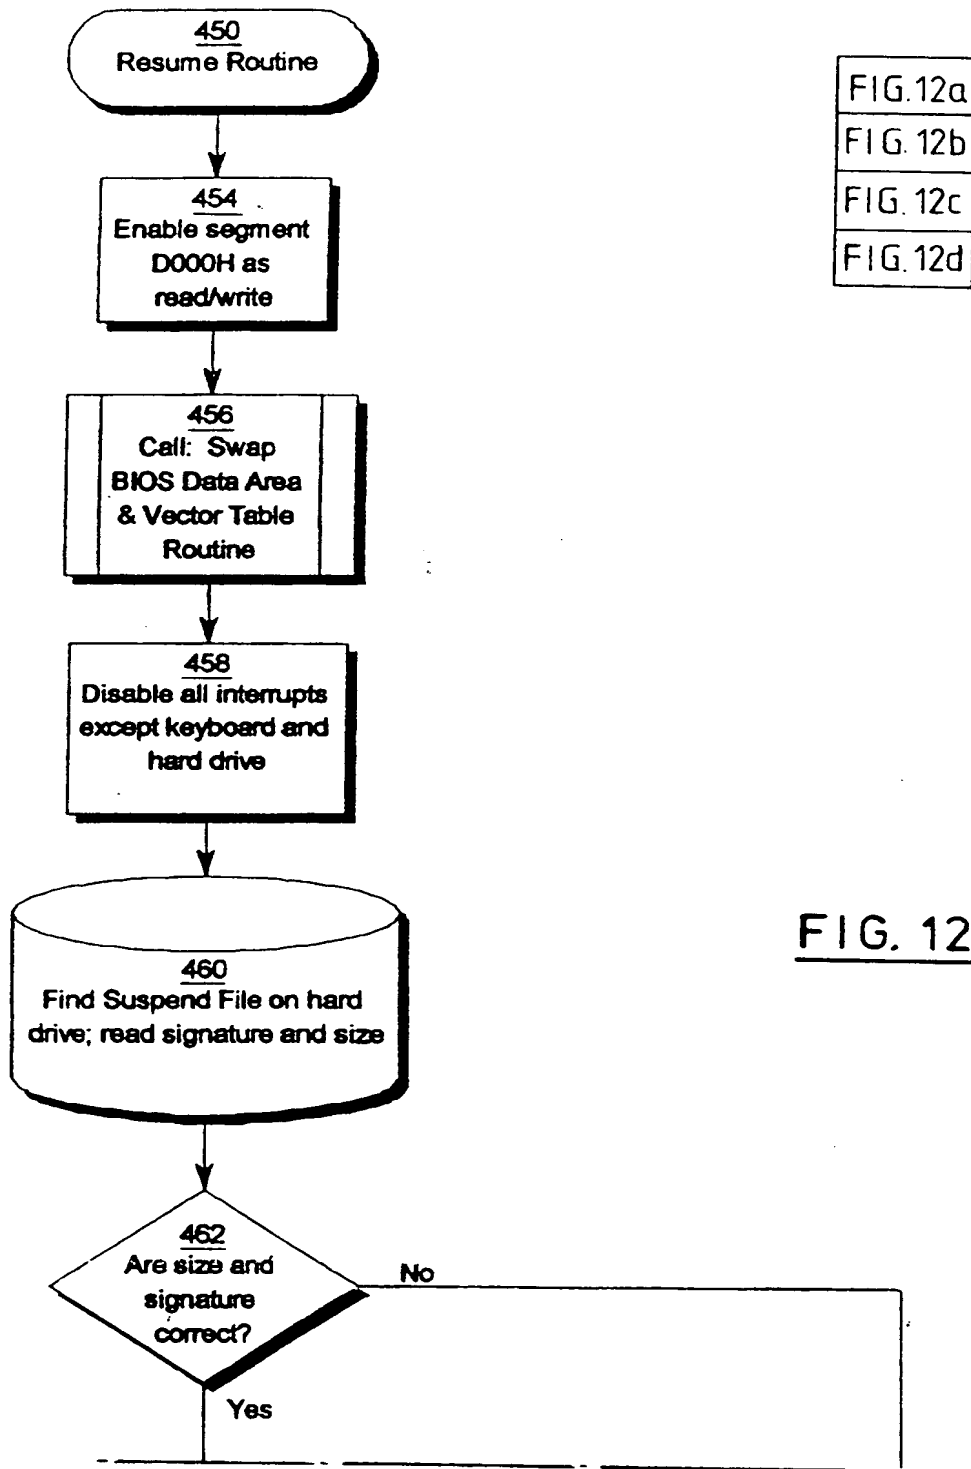 450
Resume Routine
454
Enable segment
D000H as
read/write
456
Call: Swap
BIOS Data Area
& Vector Table
Routine
458
Disable all interrupts
except keyboard and
hard drive
460
Find Suspend File on hard
drive; read signature and size
462
Are size and
signature
correct?
No
Yes
FIG.12a
FIG. 12b
FIG. 12c
FIG. 12d
FIG. 12